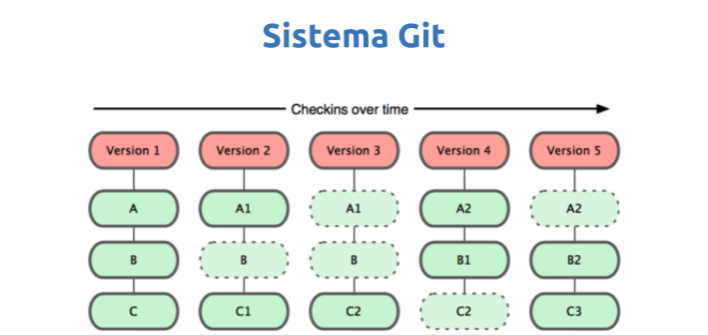 Sistema Git
Checkins over time
Version 1 Version 2 Version 3 Version 4 Version 5
A A1 A1 A2 A2
B B B B1 B2
C C1 C2 C2 C3